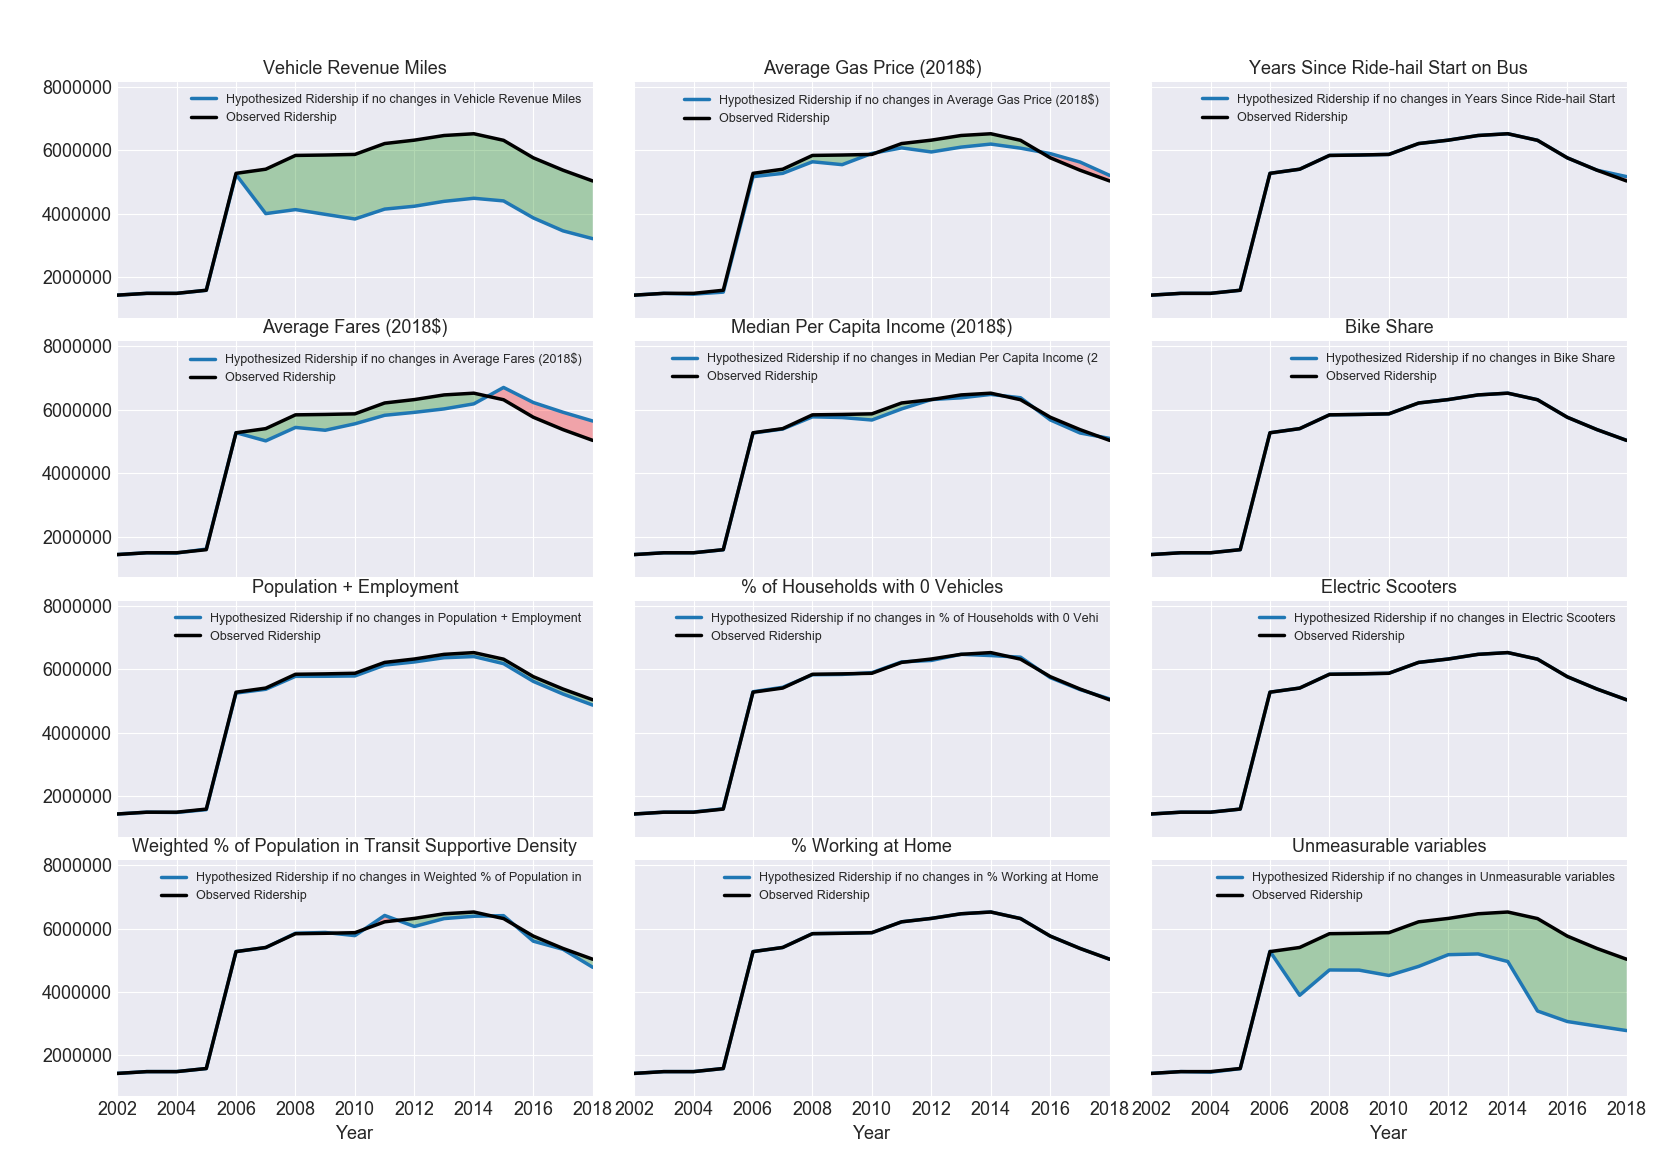 Vehicle Revenue Miles
Average Gas Price (2018$)
Years Since Ride-hail Start on Bus
8000000
6000000
4000000
2000000
Hypothesized Ridership if no changes in Vehicle Revenue Miles
Observed Ridership
Hypothesized Ridership if no changes in Average Gas Price (2018$)
Observed Ridership
Hypothesized Ridership if no changes in Years Since Ride-hail Start
Observed Ridership
Average Fares (2018$)
Median Per Capita Income (2018$)
Bike Share
8000000
6000000
4000000
2000000
Hypothesized Ridership if no changes in Average Fares (2018$)
Observed Ridership
Hypothesized Ridership if no changes in Median Per Capita Income (2
Observed Ridership
Hypothesized Ridership if no changes in Bike Share
Observed Ridership
Population + Employment
% of Households with 0 Vehicles
Electric Scooters
8000000
6000000
4000000
2000000
Hypothesized Ridership if no changes in Population + Employment
Observed Ridership
Hypothesized Ridership if no changes in % of Households with 0 Vehi
Observed Ridership
Hypothesized Ridership if no changes in Electric Scooters
Observed Ridership
Weighted % of Population in Transit Supportive Density
% Working at Home
Unmeasurable variables
8000000
6000000
4000000
2000000
Hypothesized Ridership if no changes in Weighted % of Population in
Observed Ridership
Hypothesized Ridership if no changes in % Working at Home
Observed Ridership
Hypothesized Ridership if no changes in Unmeasurable variables
Observed Ridership
2002 2004 2006 2008 2010 2012 2014 2016 2018
2002 2004 2006 2008 2010 2012 2014 2016 2018
2002 2004 2006 2008 2010 2012 2014 2016 2018
Year
Year
Year